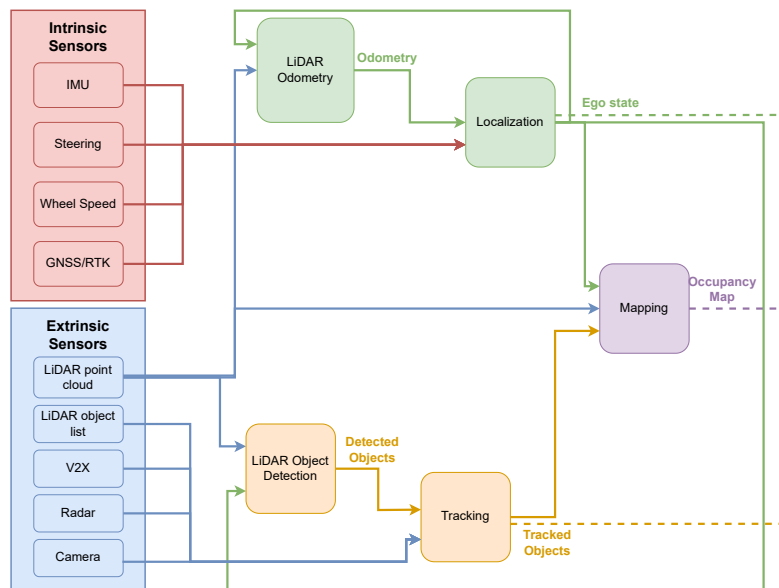 Intrinsic
Sensors
IMU
Steering
Wheel Speed
GNSS/RTK
Extrinsic
Sensors
LiDAR point
cloud
LiDAR object
list
V2X
Radar
Camera
LiDAR
Odometry
Odometry
Localization
Ego state
Mapping
Occupancy
Map
LiDAR Object
Detection
Detected
Objects
Tracking
Tracked
Objects